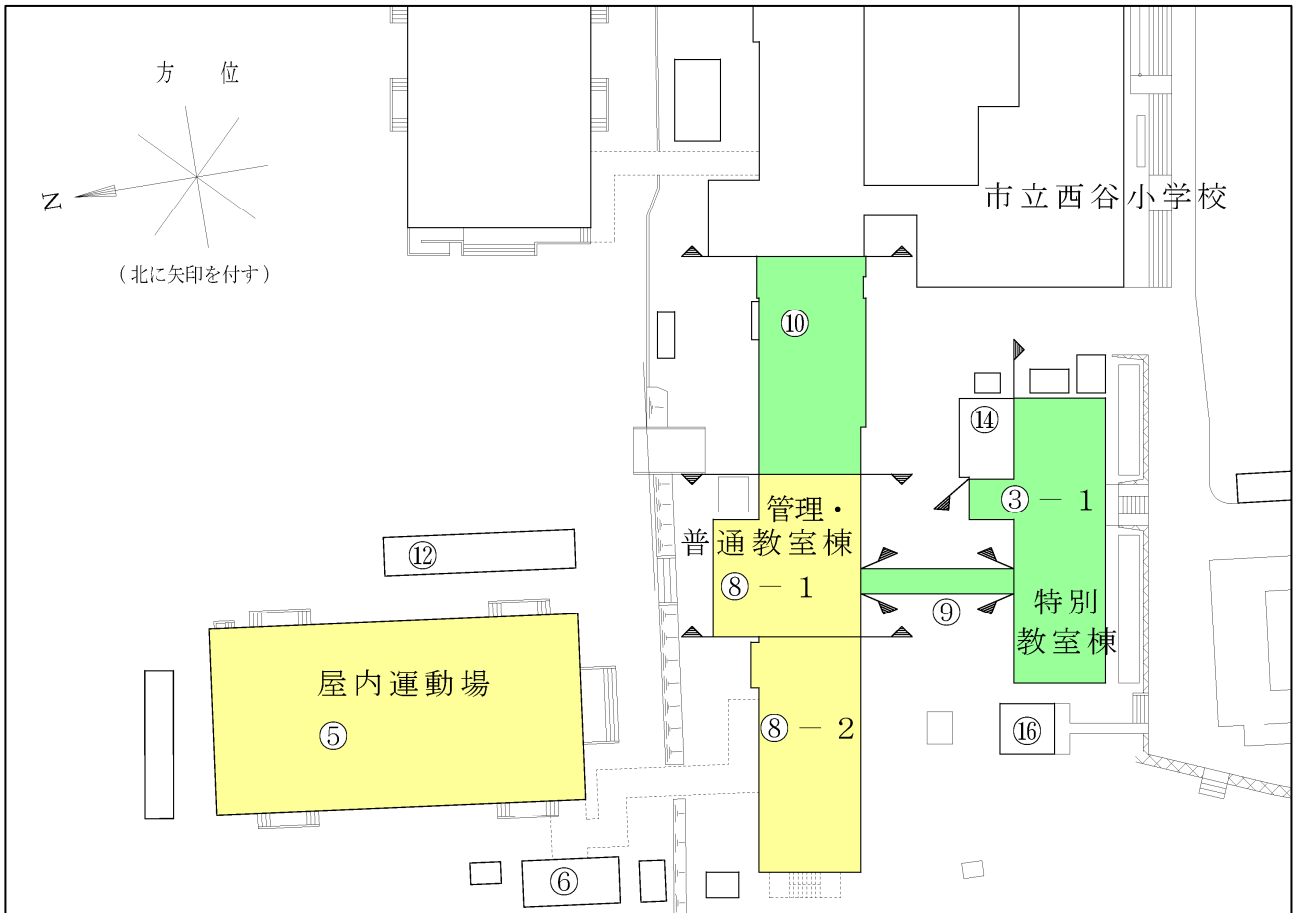 方 位
N
（北に矢印を付す）
市立西谷小学校
⑩
⑭
③－1
管理・
普通教室棟
⑧－1
⑫
⑨
特別
教室棟
屋内運動場
⑤
⑧－2
⑯
⑥